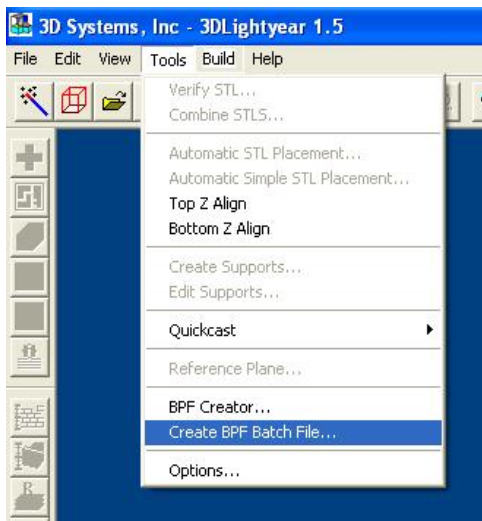 3D Systems, Inc - 3DLightyear 1.5
File Edit View Tools Build Help
Verify STL...
Combine STLS...
Automatic STL Placement...
Automatic Simple STL Placement...
Top Z Align
Bottom Z Align
Create Supports...
Edit Supports...
Quickcast
Reference Plane...
BPF Creator...
Create BPF Batch File...
Options...
R